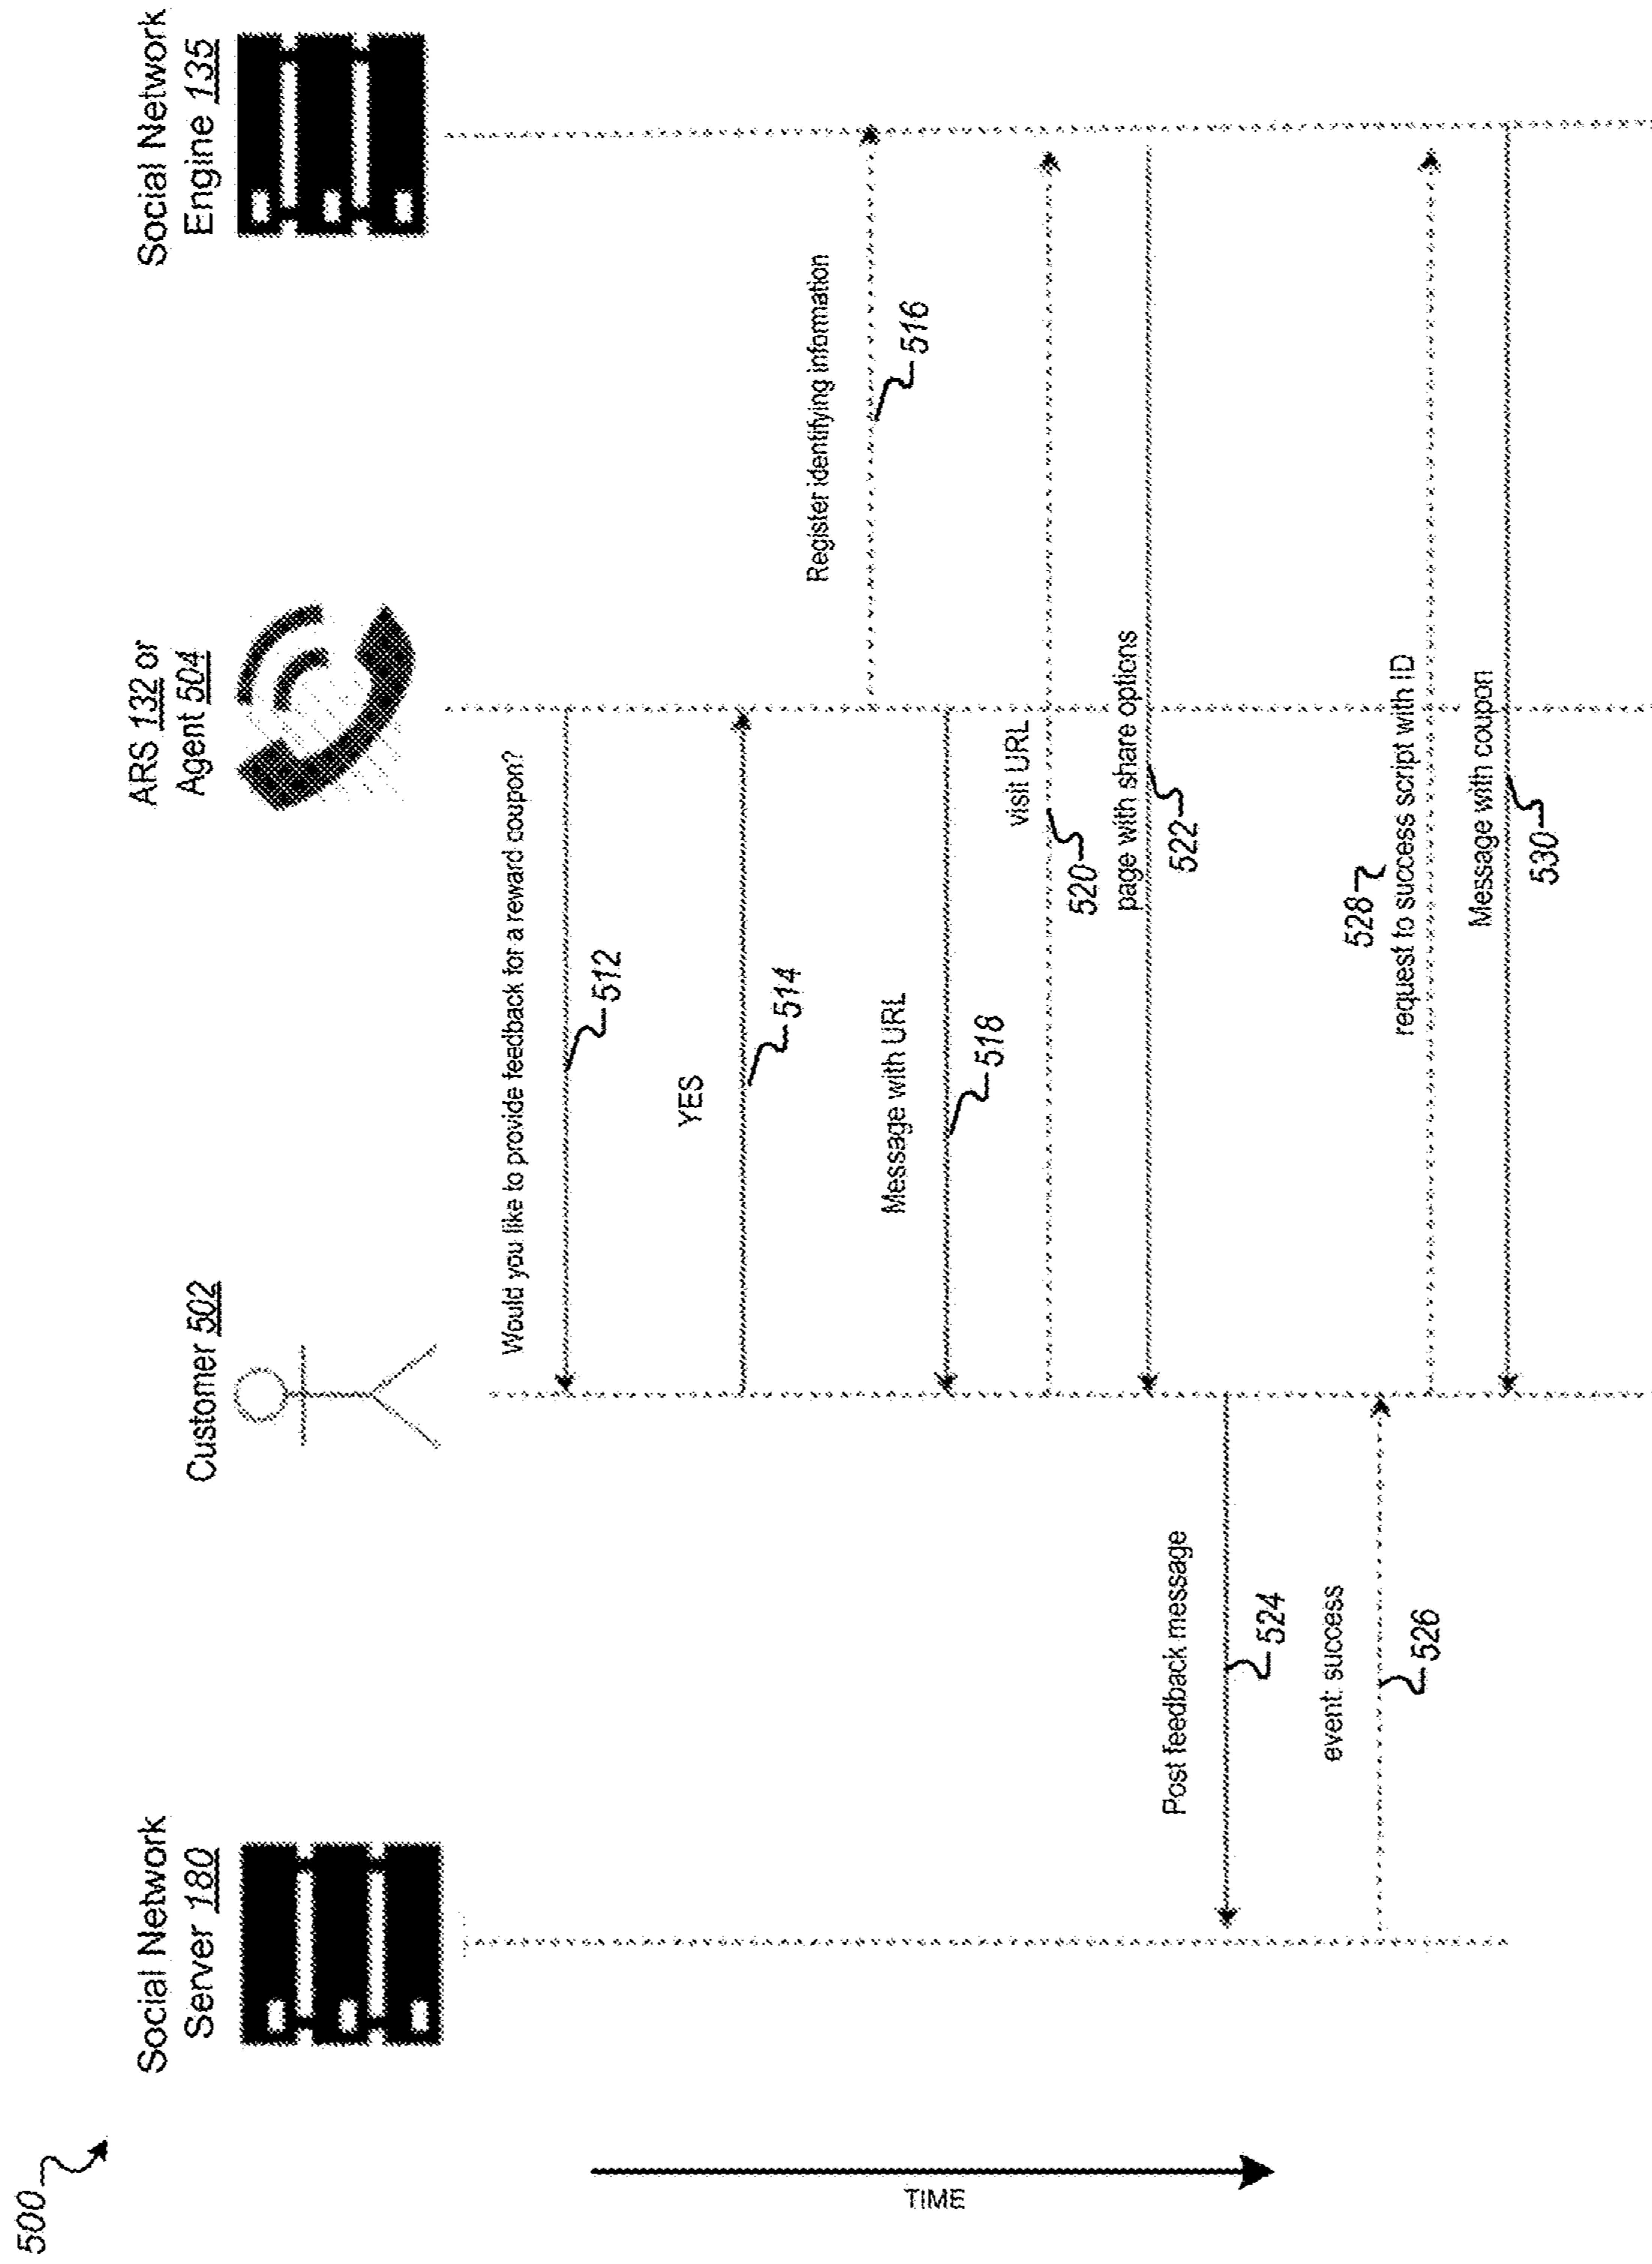 500
Social Network
Server 180
Customer 502
ARS 132 or
Agent 504
Social Network
Engine 135
TIME
Would you like to provide feedback for a reward coupon?
512
YES
514
Register identifying information
516
Message with URL
518
visit URL
520
page with share options
522
Post feedback message
524
event: success
526
528
request to success script with ID
Message with coupon
530